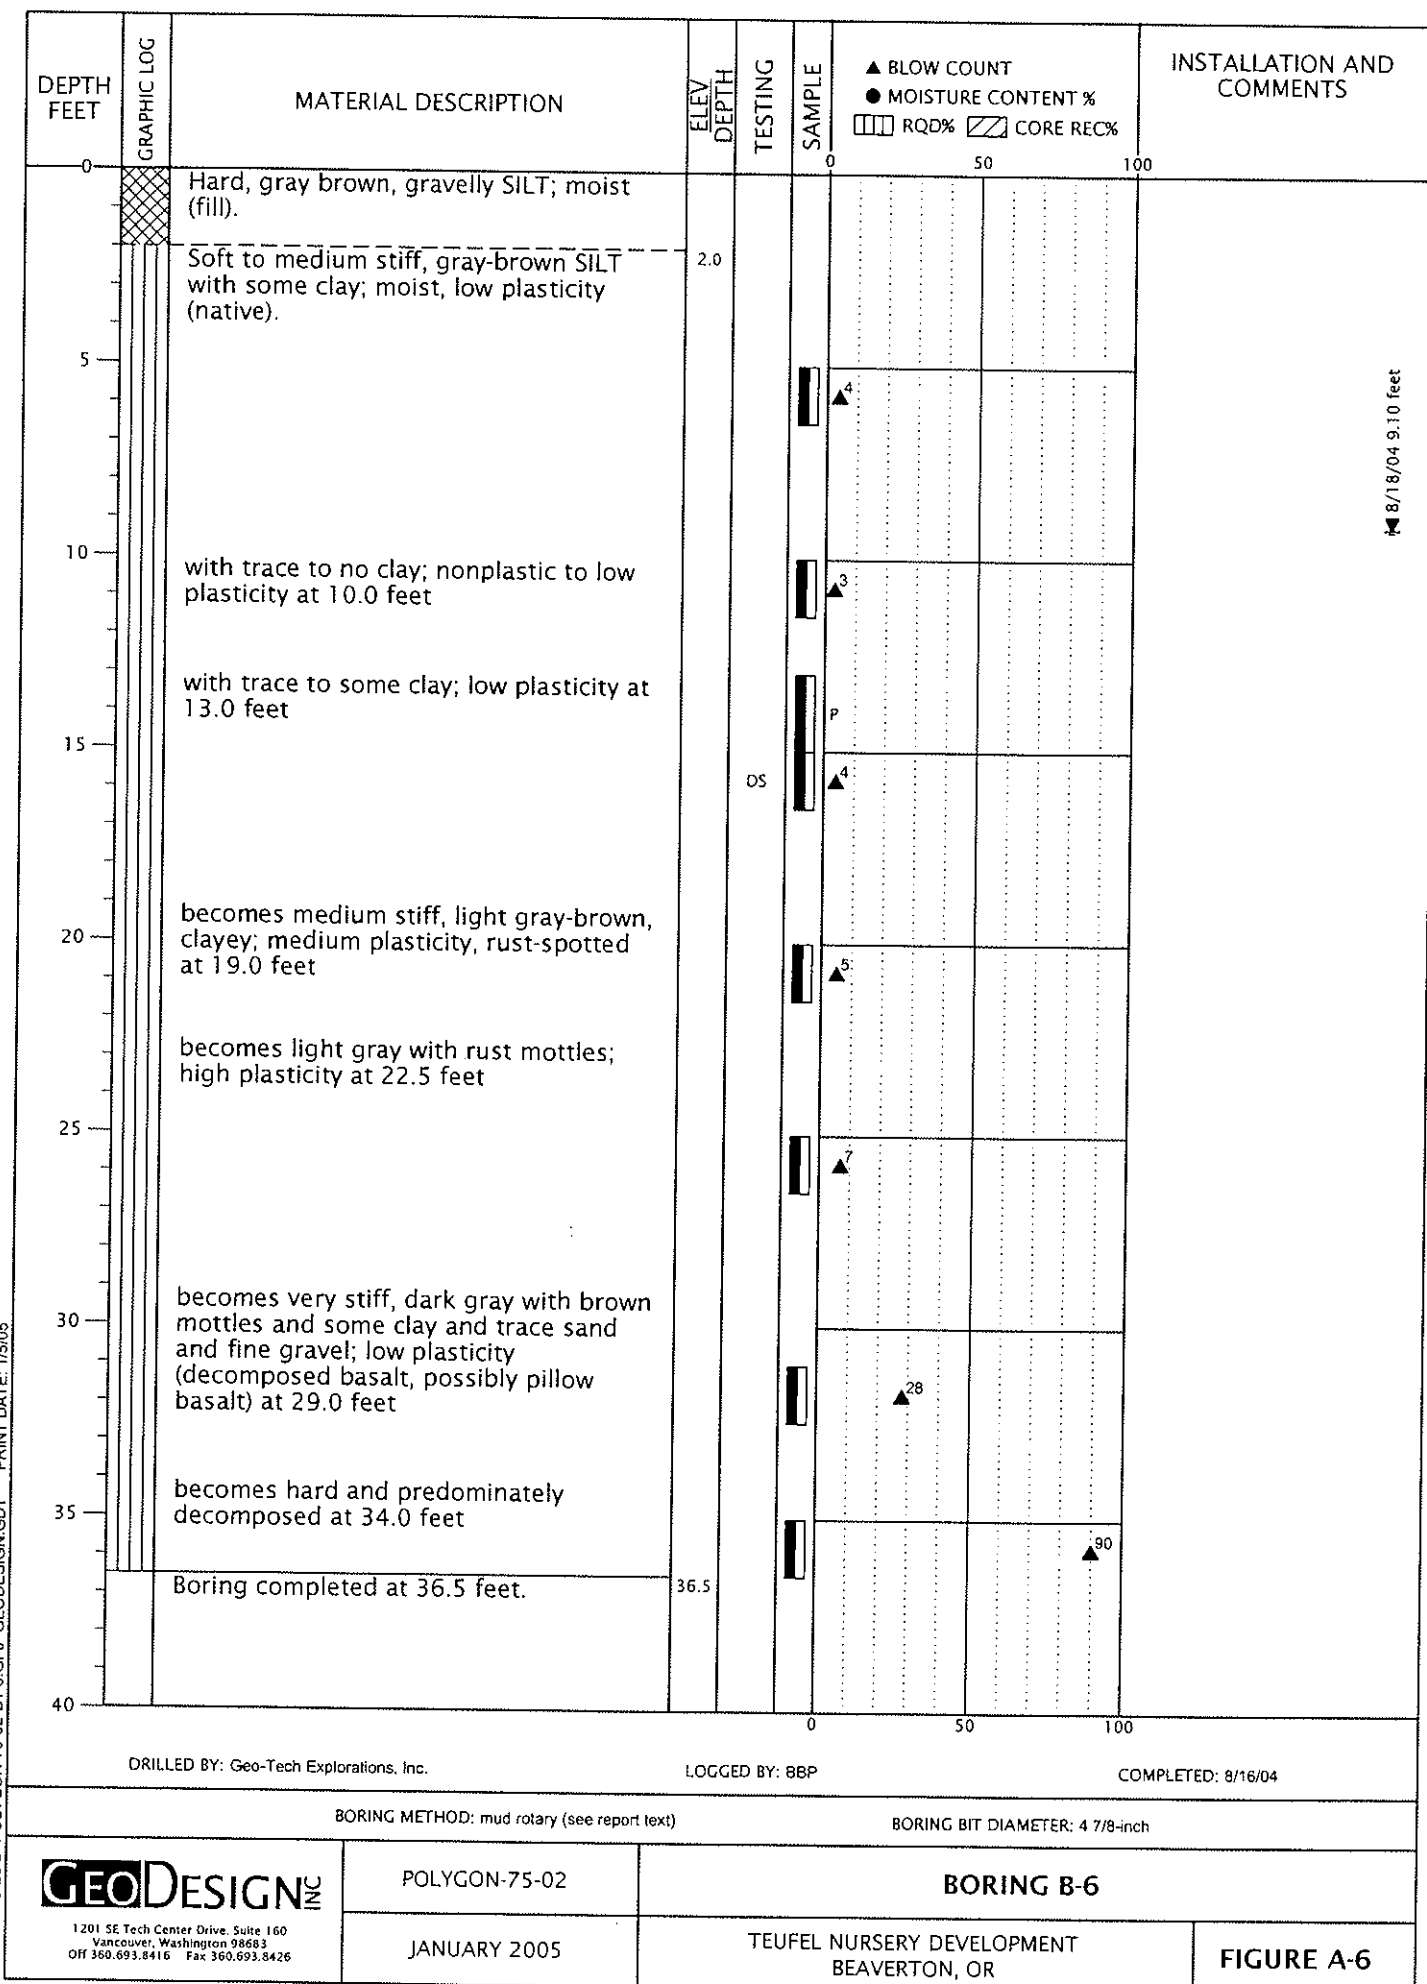 DEPTH
FEET
GRAPHIC LOG
MATERIAL DESCRIPTION
ELEV
DEPTH
TESTING
SAMPLE
▲ BLOW COUNT
● MOISTURE CONTENT %
RQD% CORE REC%
INSTALLATION AND
COMMENTS
0 50 100
0
Hard, gray brown, gravelly SILT; moist
(fill).
2.0
Soft to medium stiff, gray-brown SILT
with some clay; moist, low plasticity
(native).
5
4
8/18/04 9.10 feet
10
with trace to no clay; nonplastic to low
plasticity at 10.0 feet
3
with trace to some clay; low plasticity at
13.0 feet
P
15
DS
4
becomes medium stiff, light gray-brown,
clayey; medium plasticity, rust-spotted
at 19.0 feet
20
5
becomes light gray with rust mottles;
high plasticity at 22.5 feet
25
7
becomes very stiff, dark gray with brown
mottles and some clay and trace sand
and fine gravel; low plasticity
(decomposed basalt, possibly pillow
basalt) at 29.0 feet
30
28
becomes hard and predominately
decomposed at 34.0 feet
35
90
Boring completed at 36.5 feet.
36.5
40
0 50 100
PRINT DATE: 1/5/05
DRILLED BY: Geo-Tech Explorations, Inc.
LOGGED BY: BBP
COMPLETED: 8/16/04
BORING METHOD: mud rotary (see report text)
BORING BIT DIAMETER: 4 7/8-inch
GEODESIGN INC
1201 SE Tech Center Drive, Suite 160
Vancouver, Washington 98683
Off 360.693.8416 Fax 360.693.8426
POLYGON-75-02
JANUARY 2005
BORING B-6
TEUFEL NURSERY DEVELOPMENT
BEAVERTON, OR
FIGURE A-6